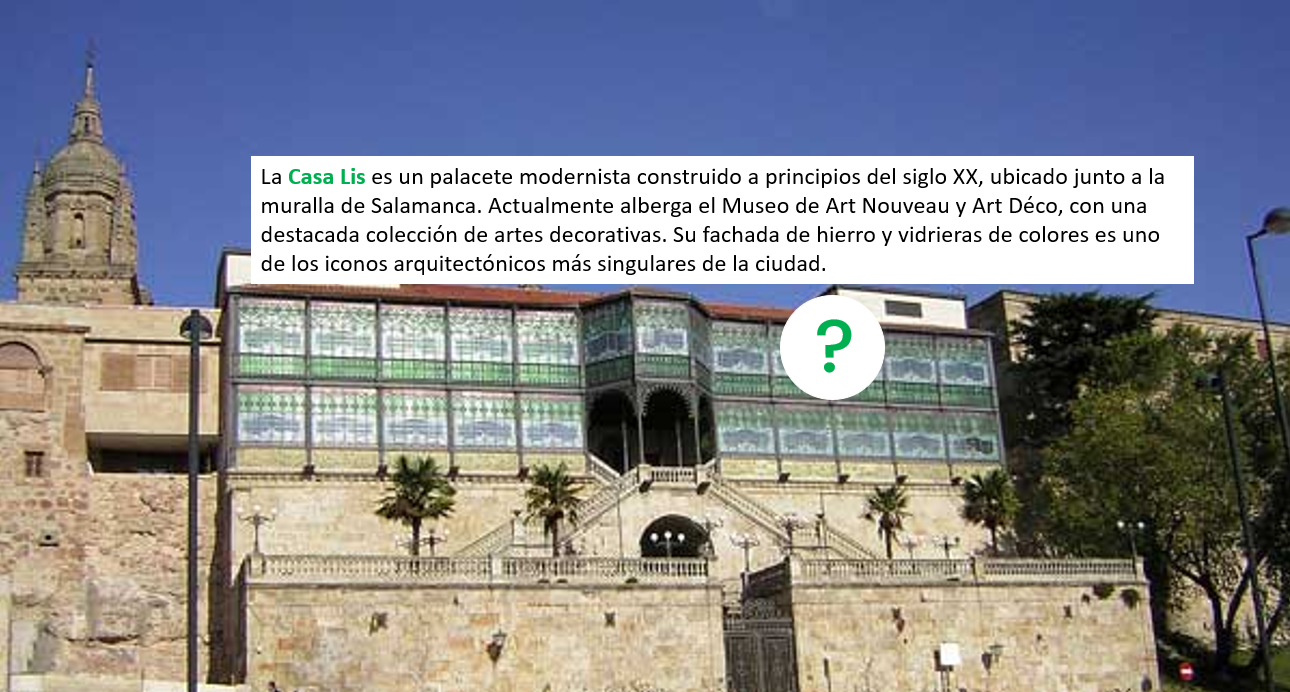 La Casa Lis es un palacete modernista construido a principios del siglo XX, ubicado junto a la
muralla de Salamanca. Actualmente alberga el Museo de Art Nouveau y Art Déco, con una
destacada colección de artes decorativas. Su fachada de hierro y vidrieras de colores es uno
de los iconos arquitectónicos más singulares de la ciudad.
?